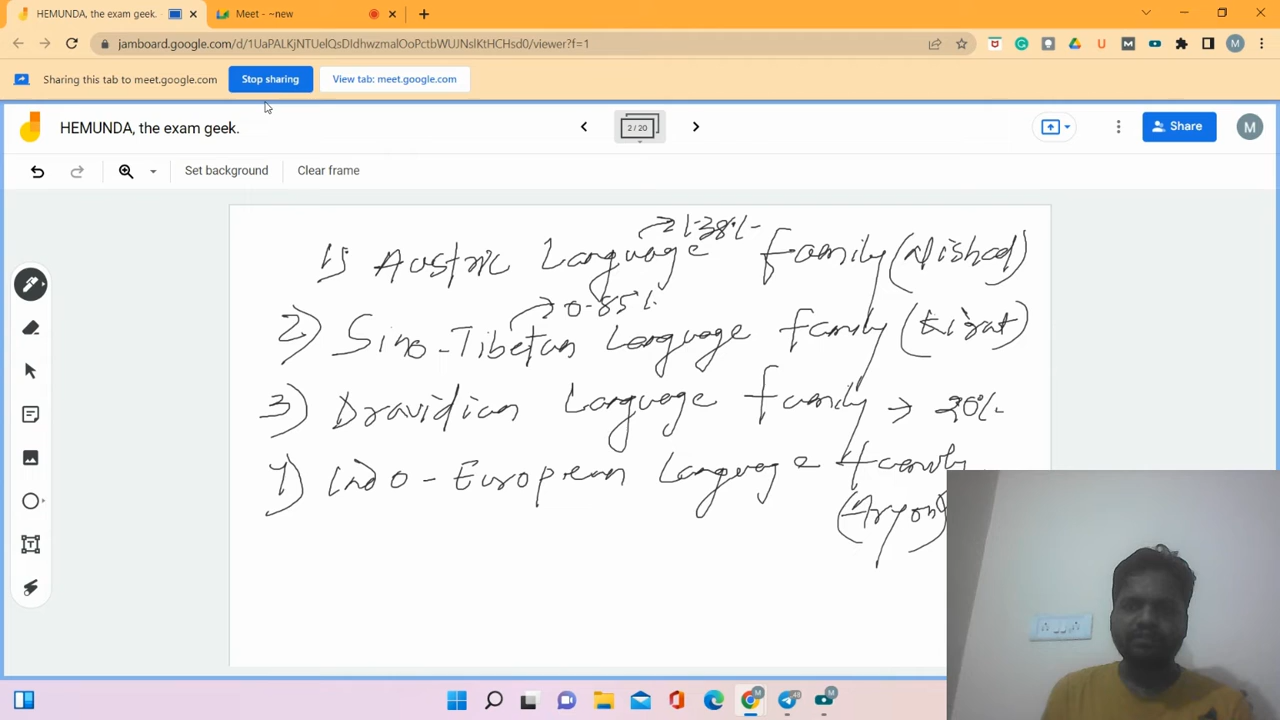 HEMUNDA, the exam geek.
Meet - ~new
jamboard.google.com/d/1UaPALKjNTUelQsDIdhwzmalOoPctbWUJNslKtHCHsd0/viewer?f=1
M
Sharing this tab to meet.google.com
Stop sharing
View tab: meet.google.com
HEMUNDA, the exam geek.
2 / 20
Share
M
Set background
Clear frame
→ 1.38%
1) Austric Language family (Nishad)
→ 0.85%
2) Sino-Tibetan Language family (Kirat)
3) Dravidian Language family → 20%
1) Indo-European Language family
(Aryan)